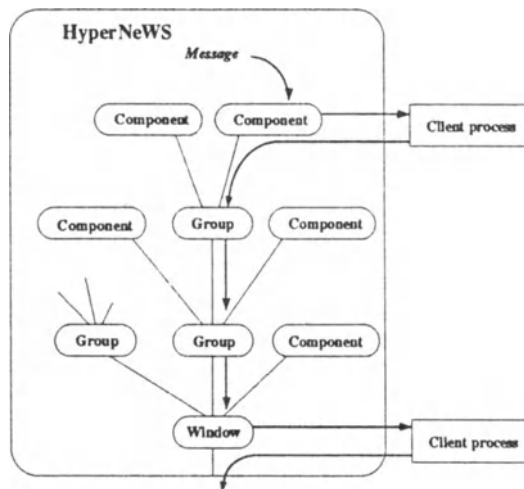 HyperNeWS
Message
Component
Component
Client process
Component
Group
Component
Group
Group
Component
Window
Client process